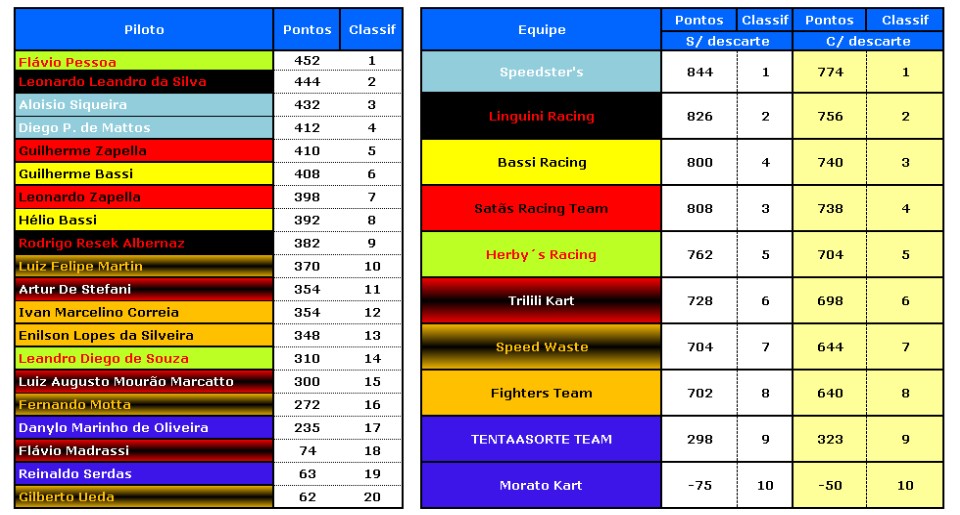 Piloto Pontos Classif
Flávio Pessoa 452 1
Leonardo Leandro da Silva 444 2
Aloisio Siqueira 432 3
Diego P. de Mattos 412 4
Guilherme Zapella 410 5
Guilherme Bassi 408 6
Leonardo Zapella 398 7
Hélio Bassi 392 8
Rodrigo Resek Albernaz 382 9
Luiz Felipe Martin 370 10
Artur De Stefani 354 11
Ivan Marcelino Correia 354 12
Enilson Lopes da Silveira 348 13
Leandro Diego de Souza 310 14
Luiz Augusto Mourão Marcatto 300 15
Fernando Motta 272 16
Danylo Marinho de Oliveira 235 17
Flávio Madrassi 74 18
Reinaldo Serdas 63 19
Gilberto Ueda 62 20
Equipe Pontos Classif Pontos Classif
S/ descarte C/ descarte
Speedster's 844 1 774 1
Linguini Racing 826 2 756 2
Bassi Racing 800 4 740 3
Satãs Racing Team 808 3 738 4
Herby´s Racing 762 5 704 5
Trilili Kart 728 6 698 6
Speed Waste 704 7 644 7
Fighters Team 702 8 640 8
TENTAASORTE TEAM 298 9 323 9
Morato Kart -75 10 -50 10